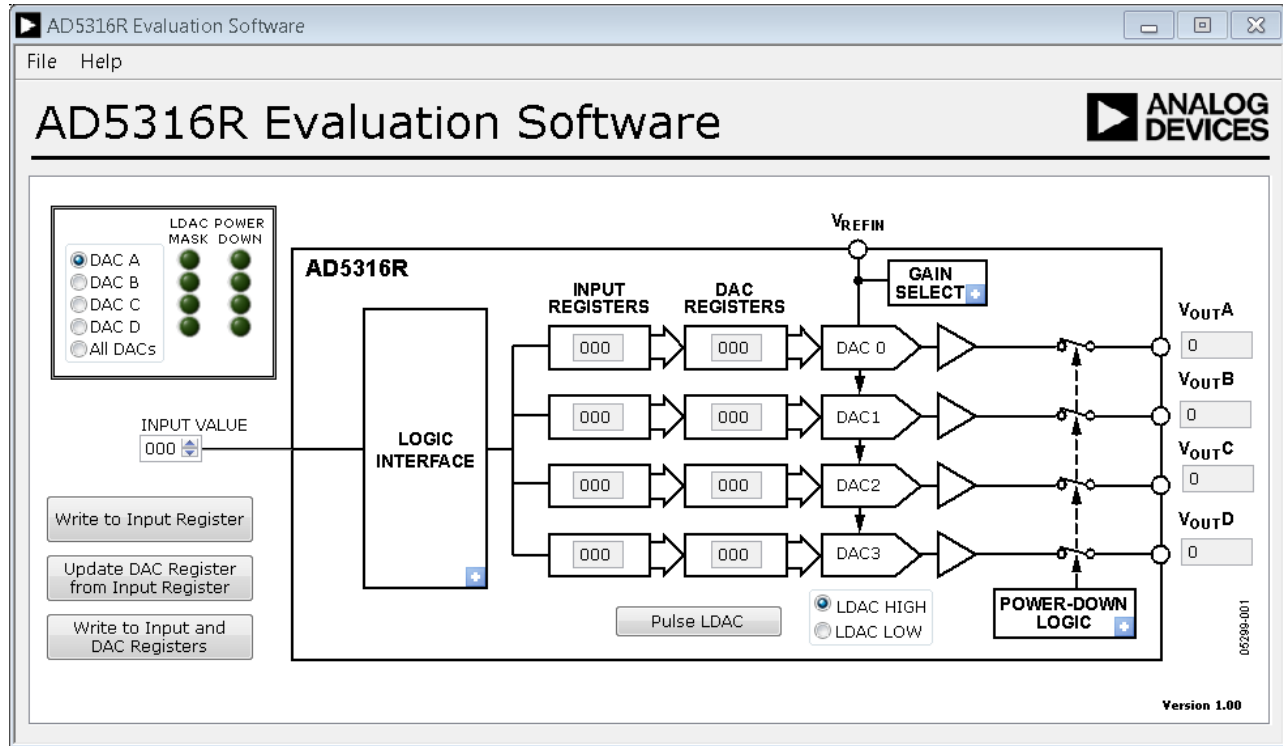 AD5316R Evaluation Software
File Help
AD5316R Evaluation Software
ANALOG
DEVICES
LDAC POWER
MASK DOWN
DAC A
DAC B
DAC C
DAC D
All DACs
INPUT VALUE
000
Write to Input Register
Update DAC Register
from Input Register
Write to Input and
DAC Registers
AD5316R
LOGIC
INTERFACE
INPUT
REGISTERS
DAC
REGISTERS
VREFIN
GAIN
SELECT
000 000 DAC 0
000 000 DAC1
000 000 DAC2
000 000 DAC3
Pulse LDAC
LDAC HIGH
LDAC LOW
POWER-DOWN
LOGIC
VOUTA
0
VOUTB
0
VOUTC
0
VOUTD
0
05299-001
Version 1.00